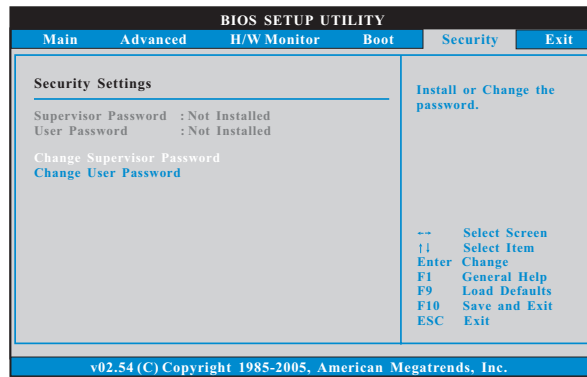 BIOS SETUP UTILITY
Main Advanced H/W Monitor Boot Security Exit
Security Settings
Supervisor Password : Not Installed
User Password : Not Installed
Change Supervisor Password
Change User Password
Install or Change the
password.
←→ Select Screen
↑↓ Select Item
Enter Change
F1 General Help
F9 Load Defaults
F10 Save and Exit
ESC Exit
v02.54 (C) Copyright 1985-2005, American Megatrends, Inc.